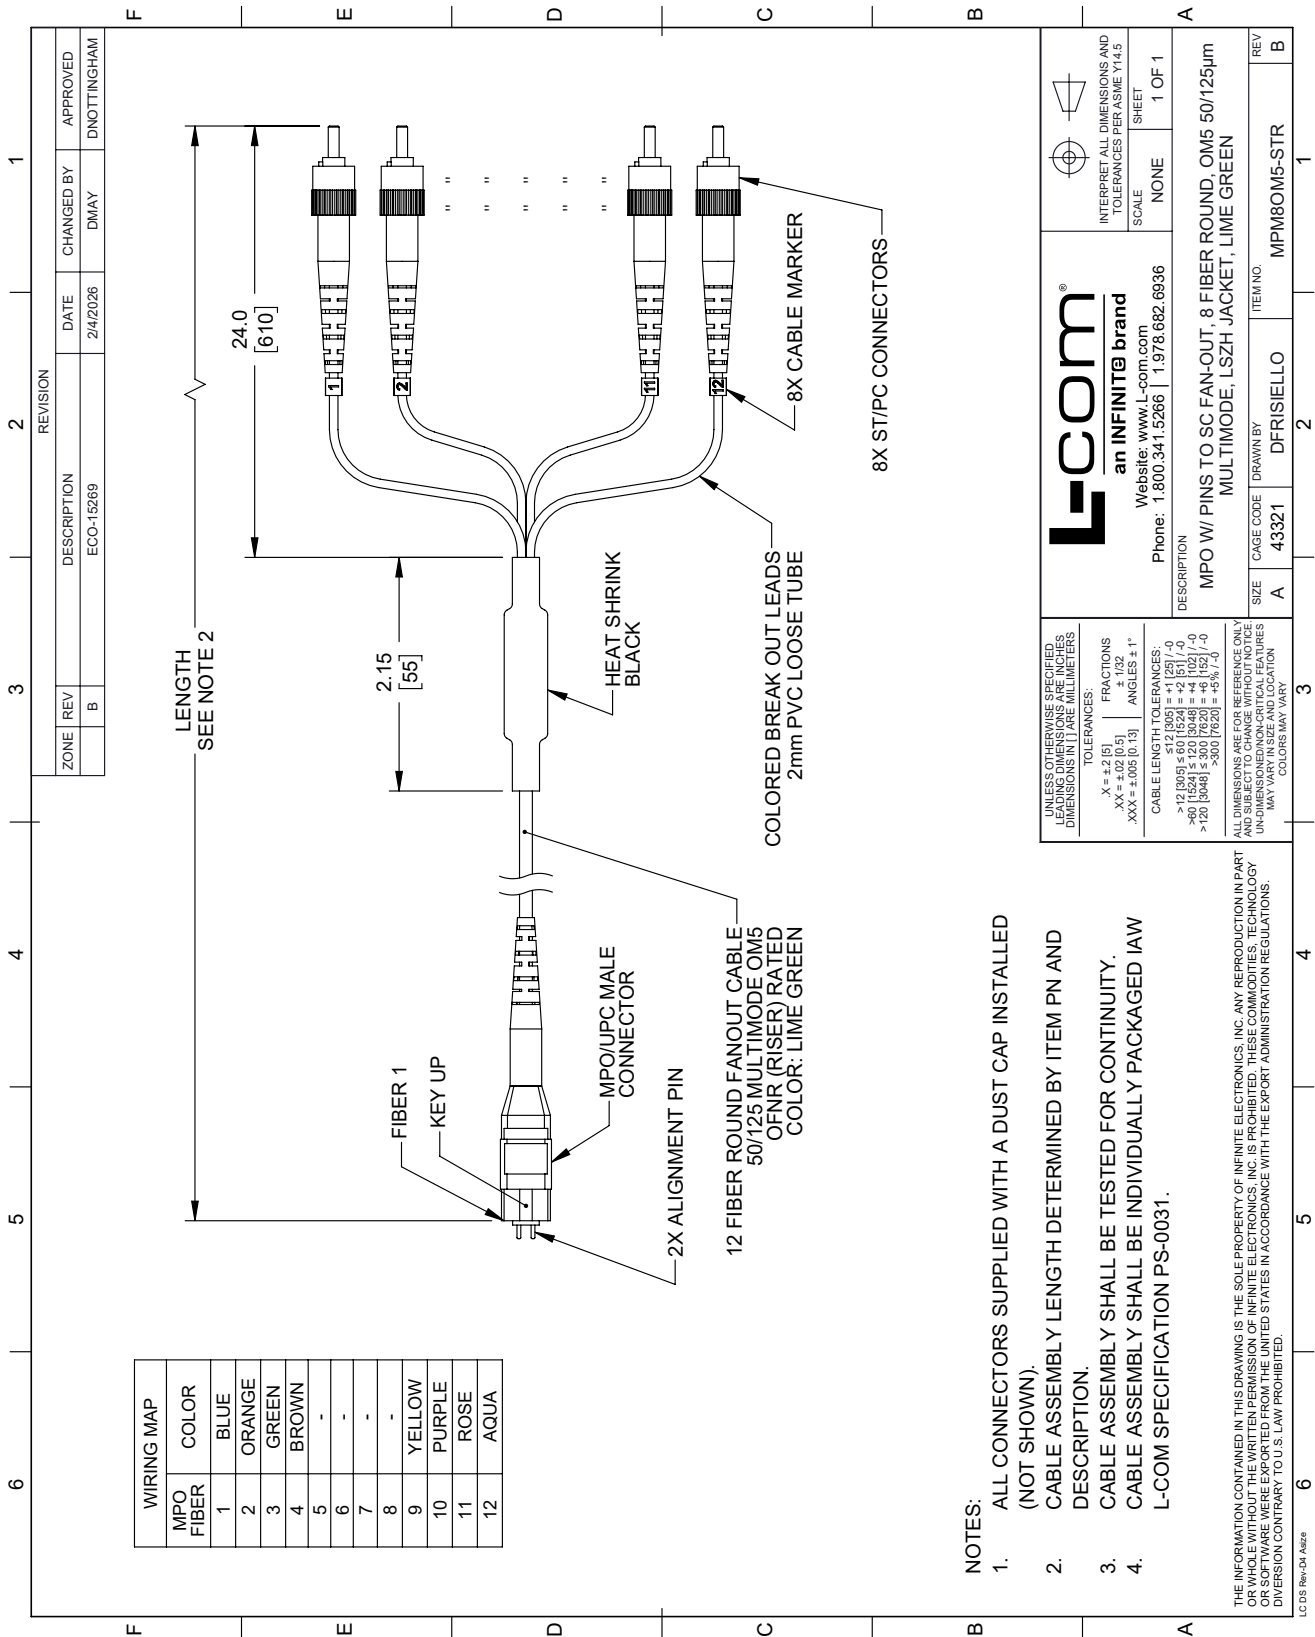 REVISION
ZONE REV DESCRIPTION DATE CHANGED BY APPROVED
B ECO-15269 2/4/2026 DMAY DNOTTINGHAM
6 5 4 3 2 1
F
E
D
C
B
A
WIRING MAP
MPO FIBER COLOR
1 BLUE
2 ORANGE
3 GREEN
4 BROWN
5 -
6 -
7 -
8 -
9 YELLOW
10 PURPLE
11 ROSE
12 AQUA
LENGTH
SEE NOTE 2
24.0
[610]
2.15
[55]
FIBER 1
KEY UP
MPO/UPC MALE
CONNECTOR
2X ALIGNMENT PIN
12 FIBER ROUND FANOUT CABLE
50/125 MULTIMODE OM5
OFNR (RISER) RATED
COLOR: LIME GREEN
HEAT SHRINK
BLACK
COLORED BREAK OUT LEADS
2mm PVC LOOSE TUBE
1
2
" "
" "
" "
" "
" "
11
12
8X CABLE MARKER
8X ST/PC CONNECTORS
NOTES:
1. ALL CONNECTORS SUPPLIED WITH A DUST CAP INSTALLED
(NOT SHOWN).
2. CABLE ASSEMBLY LENGTH DETERMINED BY ITEM PN AND
DESCRIPTION.
3. CABLE ASSEMBLY SHALL BE TESTED FOR CONTINUITY.
4. CABLE ASSEMBLY SHALL BE INDIVIDUALLY PACKAGED IAW
L-COM SPECIFICATION PS-0031.
THE INFORMATION CONTAINED IN THIS DRAWING IS THE SOLE PROPERTY OF INFINITE ELECTRONICS, INC. ANY REPRODUCTION IN PART
OR WHOLE WITHOUT THE WRITTEN PERMISSION OF INFINITE ELECTRONICS, INC. IS PROHIBITED. THESE COMMODITIES, TECHNOLOGY
OR SOFTWARE WERE EXPORTED FROM THE UNITED STATES IN ACCORDANCE WITH THE EXPORT ADMINISTRATION REGULATIONS.
DIVERSION CONTRARY TO U.S. LAW PROHIBITED.
UNLESS OTHERWISE SPECIFIED
LEADING DIMENSIONS ARE INCHES
DIMENSIONS IN [ ] ARE MILLIMETERS
TOLERANCES:
.X = ±.2 [5] FRACTIONS
.XX = ±.02 [0.5] ± 1/32
.XXX = ±.005 [0.13] ANGLES ± 1°
CABLE LENGTH TOLERANCES:
≤12 [305] = +1 [25] / -0
>12 [305] ≤ 60 [1524] = +2 [51] / -0
>60 [1524] ≤ 120 [3048] = +4 [102] / -0
>120 [3048] ≤ 300 [7620] = +6 [152] / -0
>300 [7620] = +5% / -0
ALL DIMENSIONS ARE FOR REFERENCE ONLY
AND SUBJECT TO CHANGE WITHOUT NOTICE.
UN-DIMENSIONED/NON-CRITICAL FEATURES
MAY VARY IN SIZE AND LOCATION
COLORS MAY VARY
L-com®
an INFINITE brand
Website: www.L-com.com
Phone: 1.800.341.5266 | 1.978.682.6936
INTERPRET ALL DIMENSIONS AND
TOLERANCES PER ASME Y14.5
SCALE NONE
SHEET 1 OF 1
DESCRIPTION
MPO W/ PINS TO SC FAN-OUT, 8 FIBER ROUND, OM5 50/125µm
MULTIMODE, LSZH JACKET, LIME GREEN
SIZE CAGE CODE DRAWN BY ITEM NO. REV
A 43321 DFRISIELLO MPM8OM5-STR B
6 5 4 3 2 1
F
E
D
C
B
A
LC DS Rev-D4 Asize